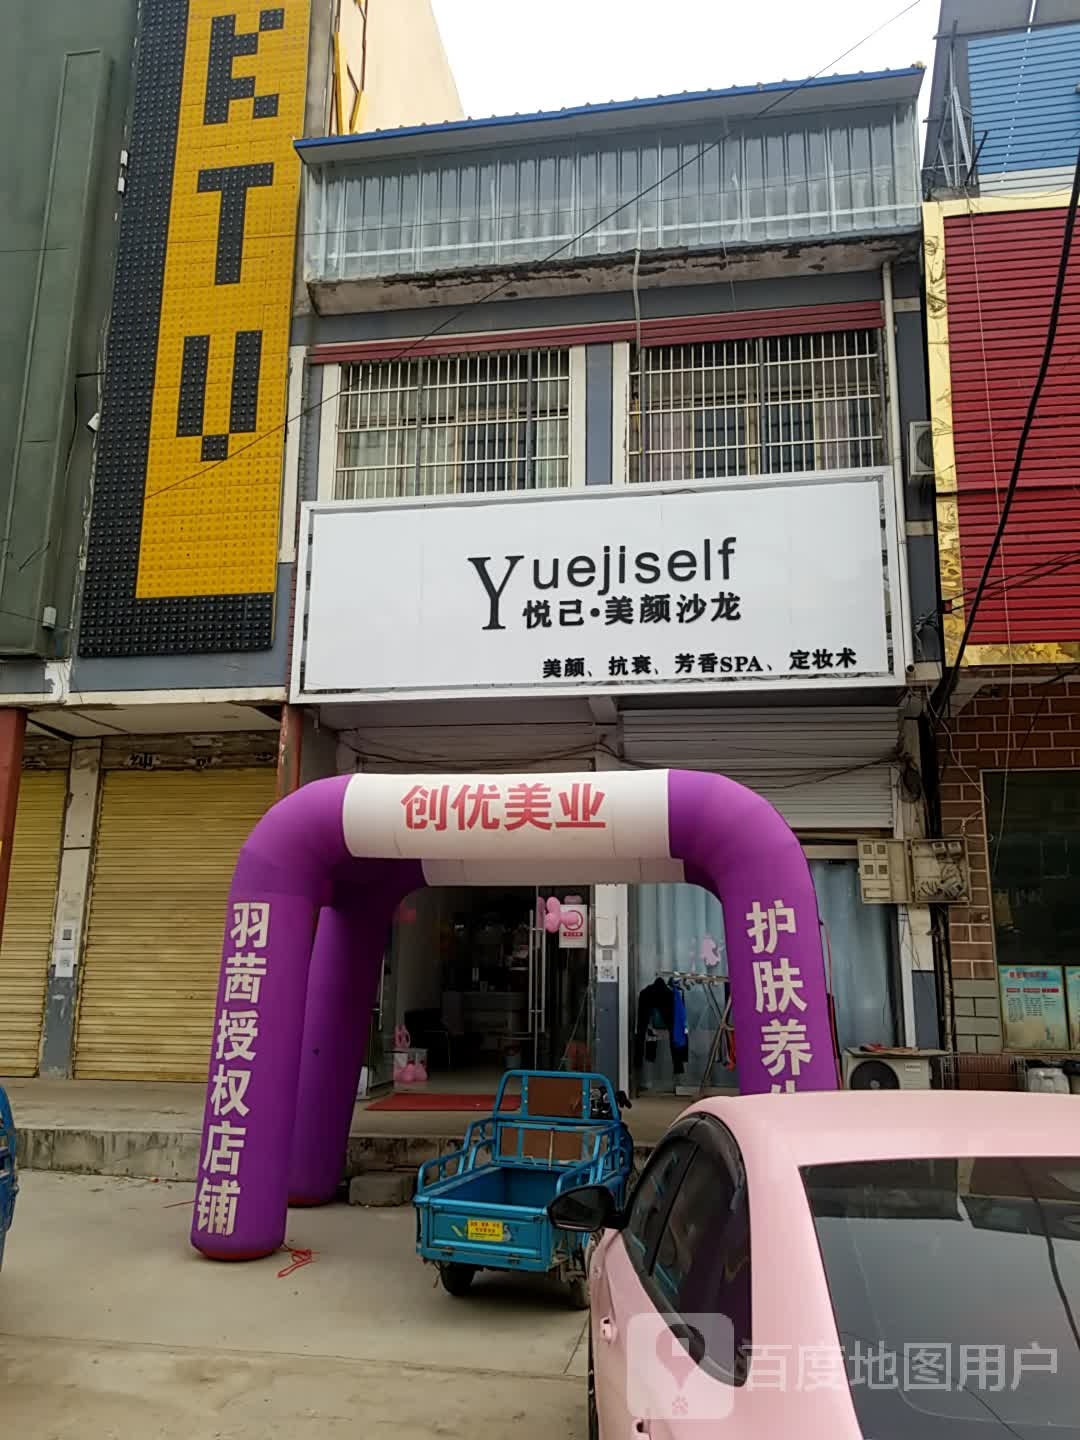 KTV
Yuejiself
悦己·美颜沙龙
美颜、抗衰、芳香SPA、定妆术
创优美业
羽茜授权店铺
护肤养生
百度地图用户